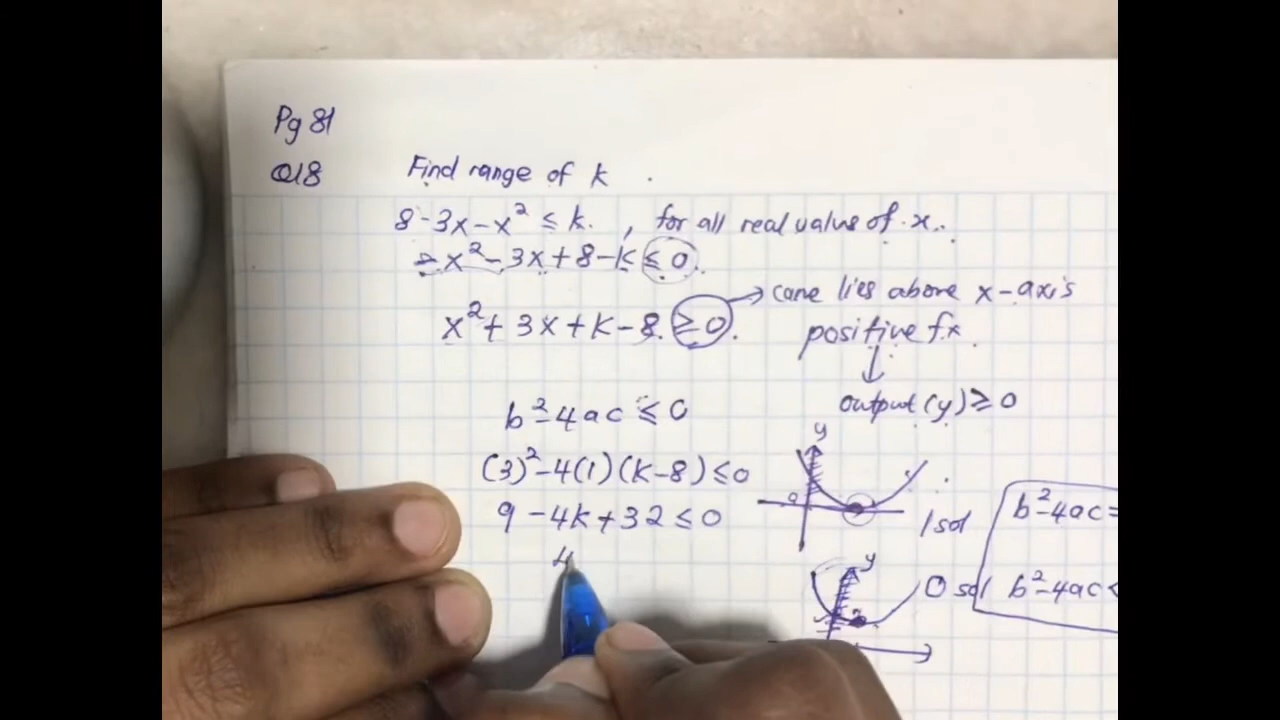 Pg 81
Q18 Find range of k .
8-3x-x² ≤ k. , for all real value of x..
-x²-3x+8-k ≤ 0.
x²+3x+k-8 ≥ 0.
lies above x-axis
positive fx
output (y) ≥ 0
b²-4ac ≤ 0
(3)²-4(1)(k-8) ≤ 0
9-4k+32 ≤ 0
4
y
1 sol
b²-4ac=
y
0 sol
b²-4ac<